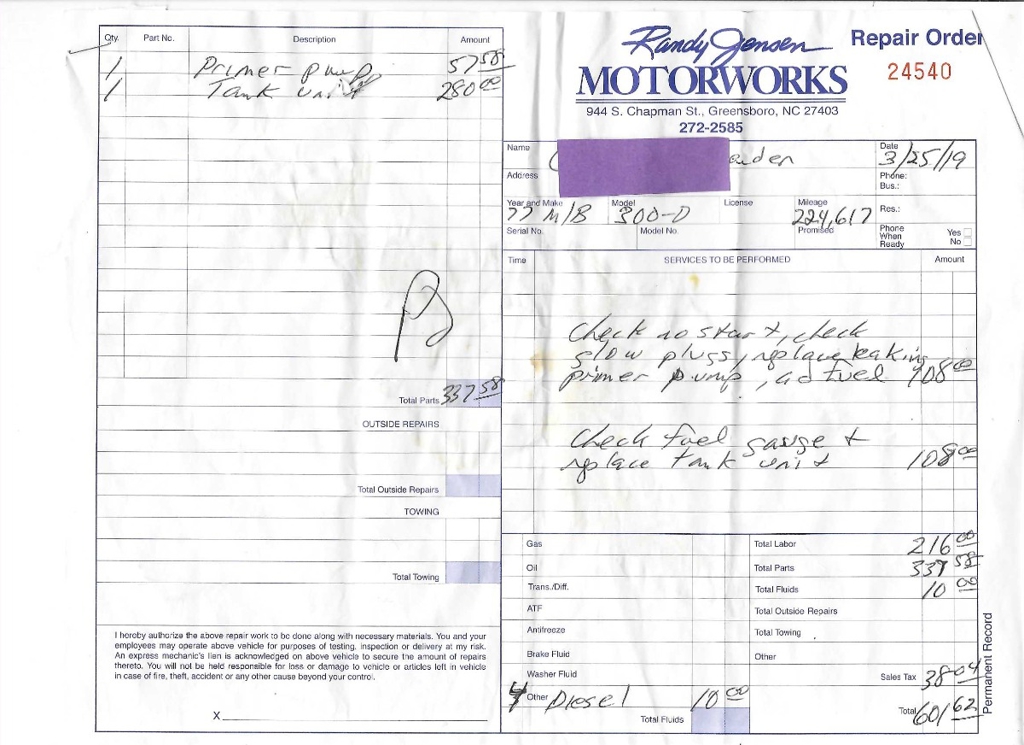 Qty. Part No. Description Amount
1 Primer pump 57 58
1 Tank unit 280 00
Total Parts 337 58
OUTSIDE REPAIRS
Total Outside Repairs
TOWING
Total Towing
I hereby authorize the above repair work to be done along with necessary materials. You and your
employees may operate above vehicle for purposes of testing, inspection or delivery at my risk.
An express mechanic's lien is acknowledged on above vehicle to secure the amount of repairs
thereto. You will not be held responsible for loss or damage to vehicle or articles left in vehicle
in case of fire, theft, accident or any other cause beyond your control.
X
Randy Jensen
MOTORWORKS
944 S. Chapman St., Greensboro, NC 27403
272-2585
Repair Order
24540
Name
Date 3/25/19
Address
Phone:
Bus.:
Year and Make 77 M/B Model 300-D License Mileage 224,617 Res.:
Serial No. Model No. Promised Phone When Ready Yes No
Time SERVICES TO BE PERFORMED Amount
Check no start, check
glow plugs, replace leaking
primer pump, ad fuel 108 00
Check fuel gauge +
replace tank unit 108 00
Gas
Oil
Trans./Diff.
ATF
Antifreeze
Brake Fluid
Washer Fluid
4 Other Diesel 10 00
Total Fluids
Total Labor 216 00
Total Parts 337 58
Total Fluids 10 00
Total Outside Repairs
Total Towing
Other
Sales Tax 38 04
Total 601 62
Permanent Record